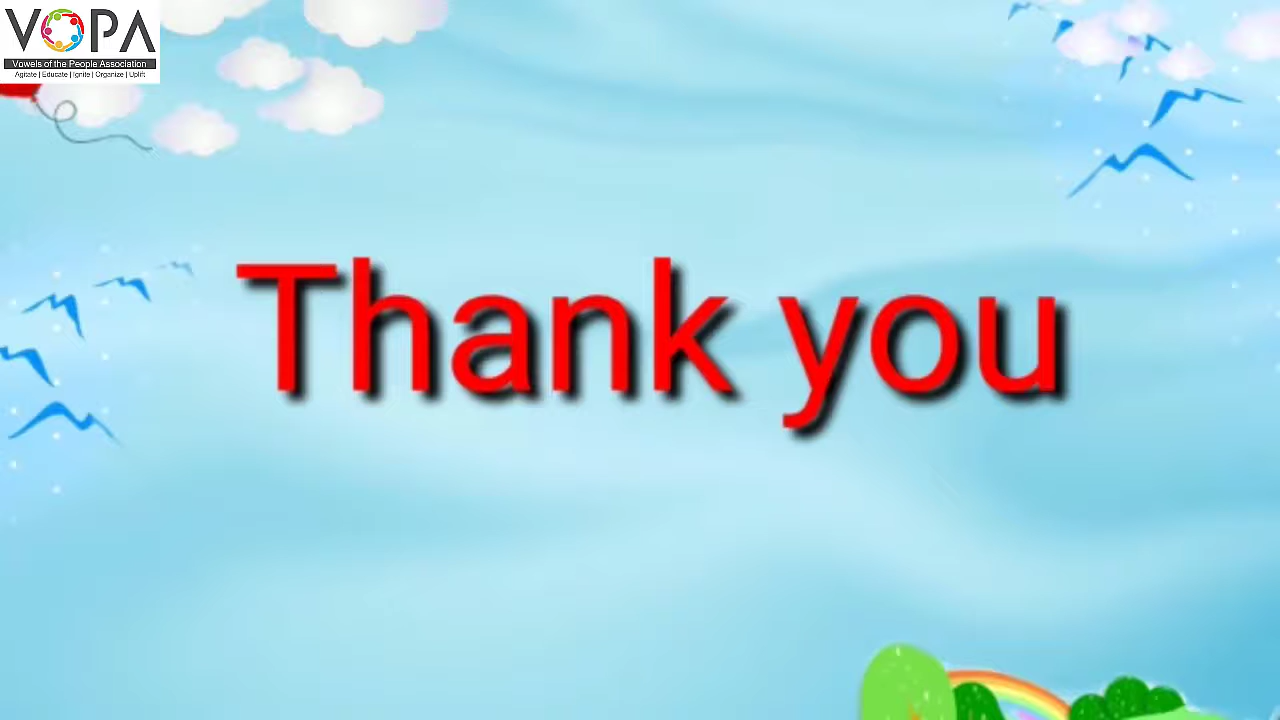 VOPA
Vowels of the People Association
Agitate | Educate | Ignite | Organize | Uplift
Thank you